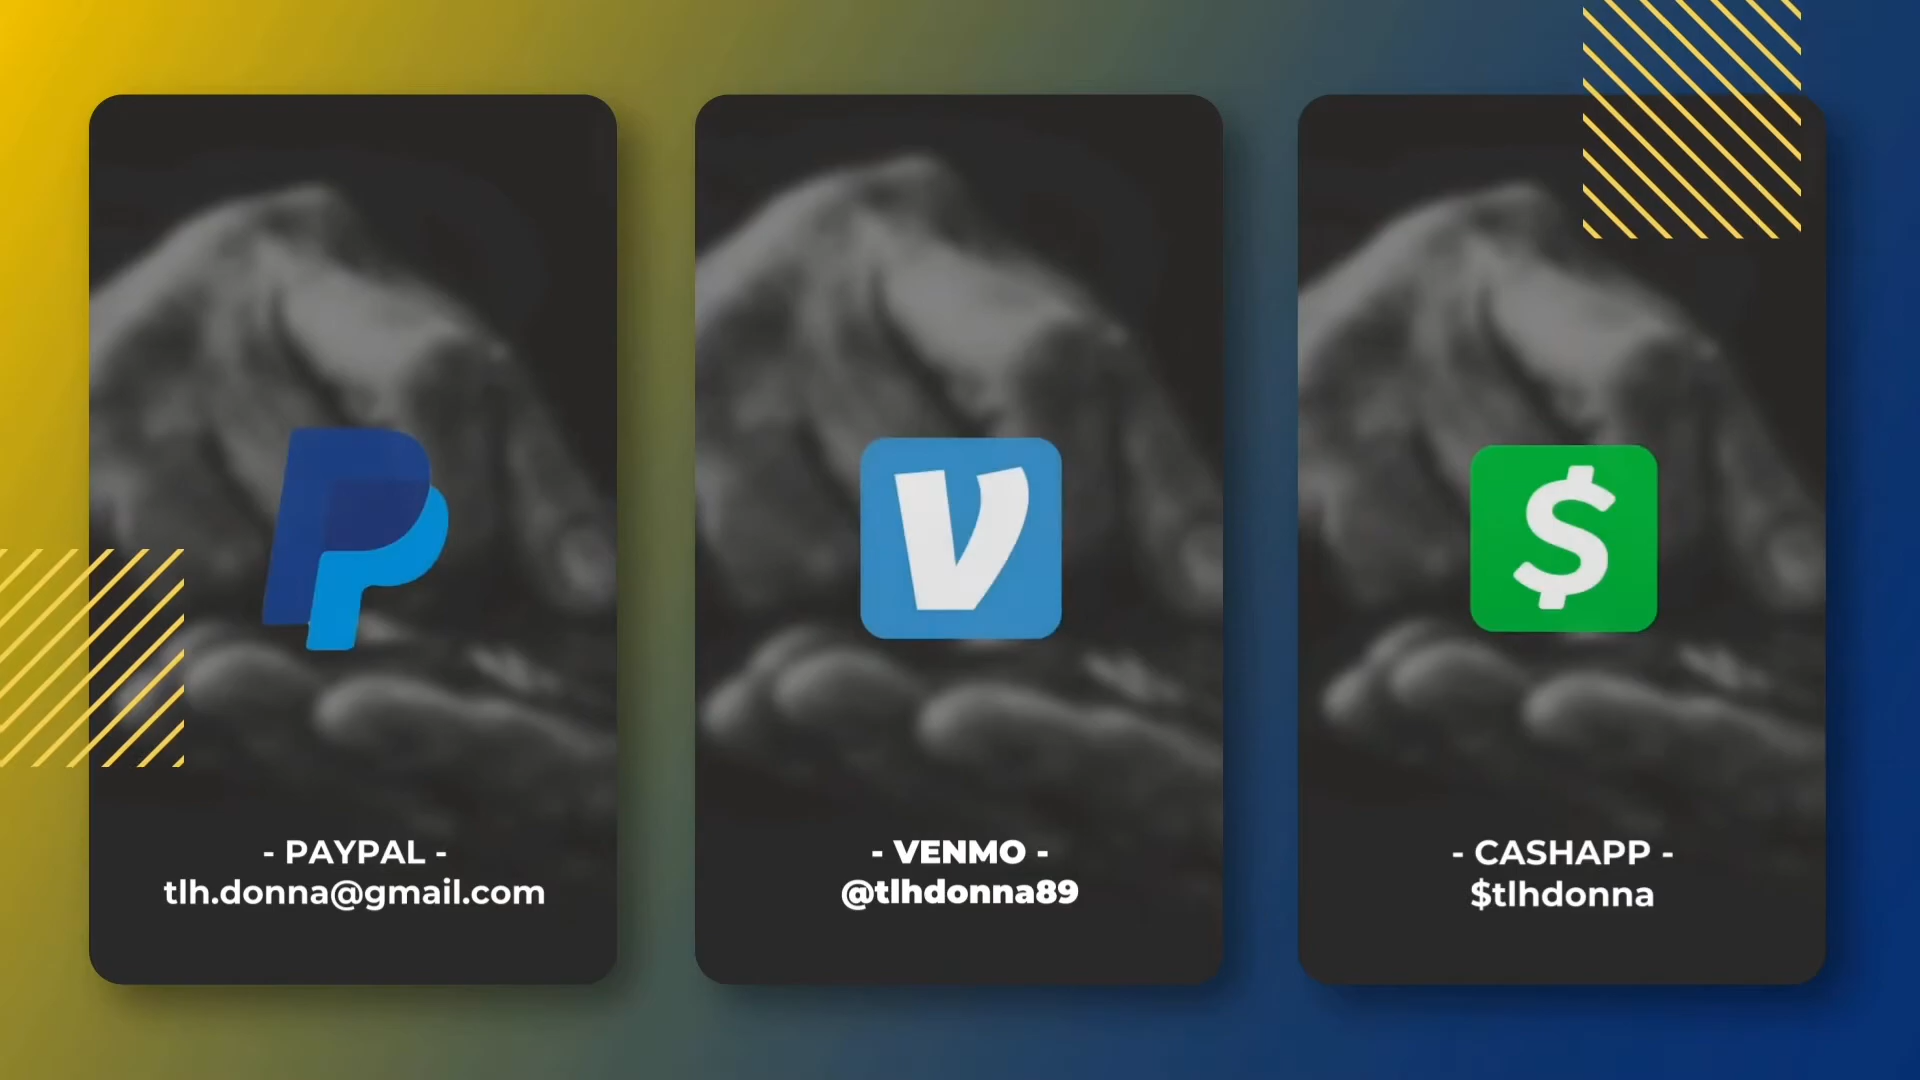 - PAYPAL -
tlh.donna@gmail.com
- VENMO -
@tlhdonna89
- CASHAPP -
$tlhdonna